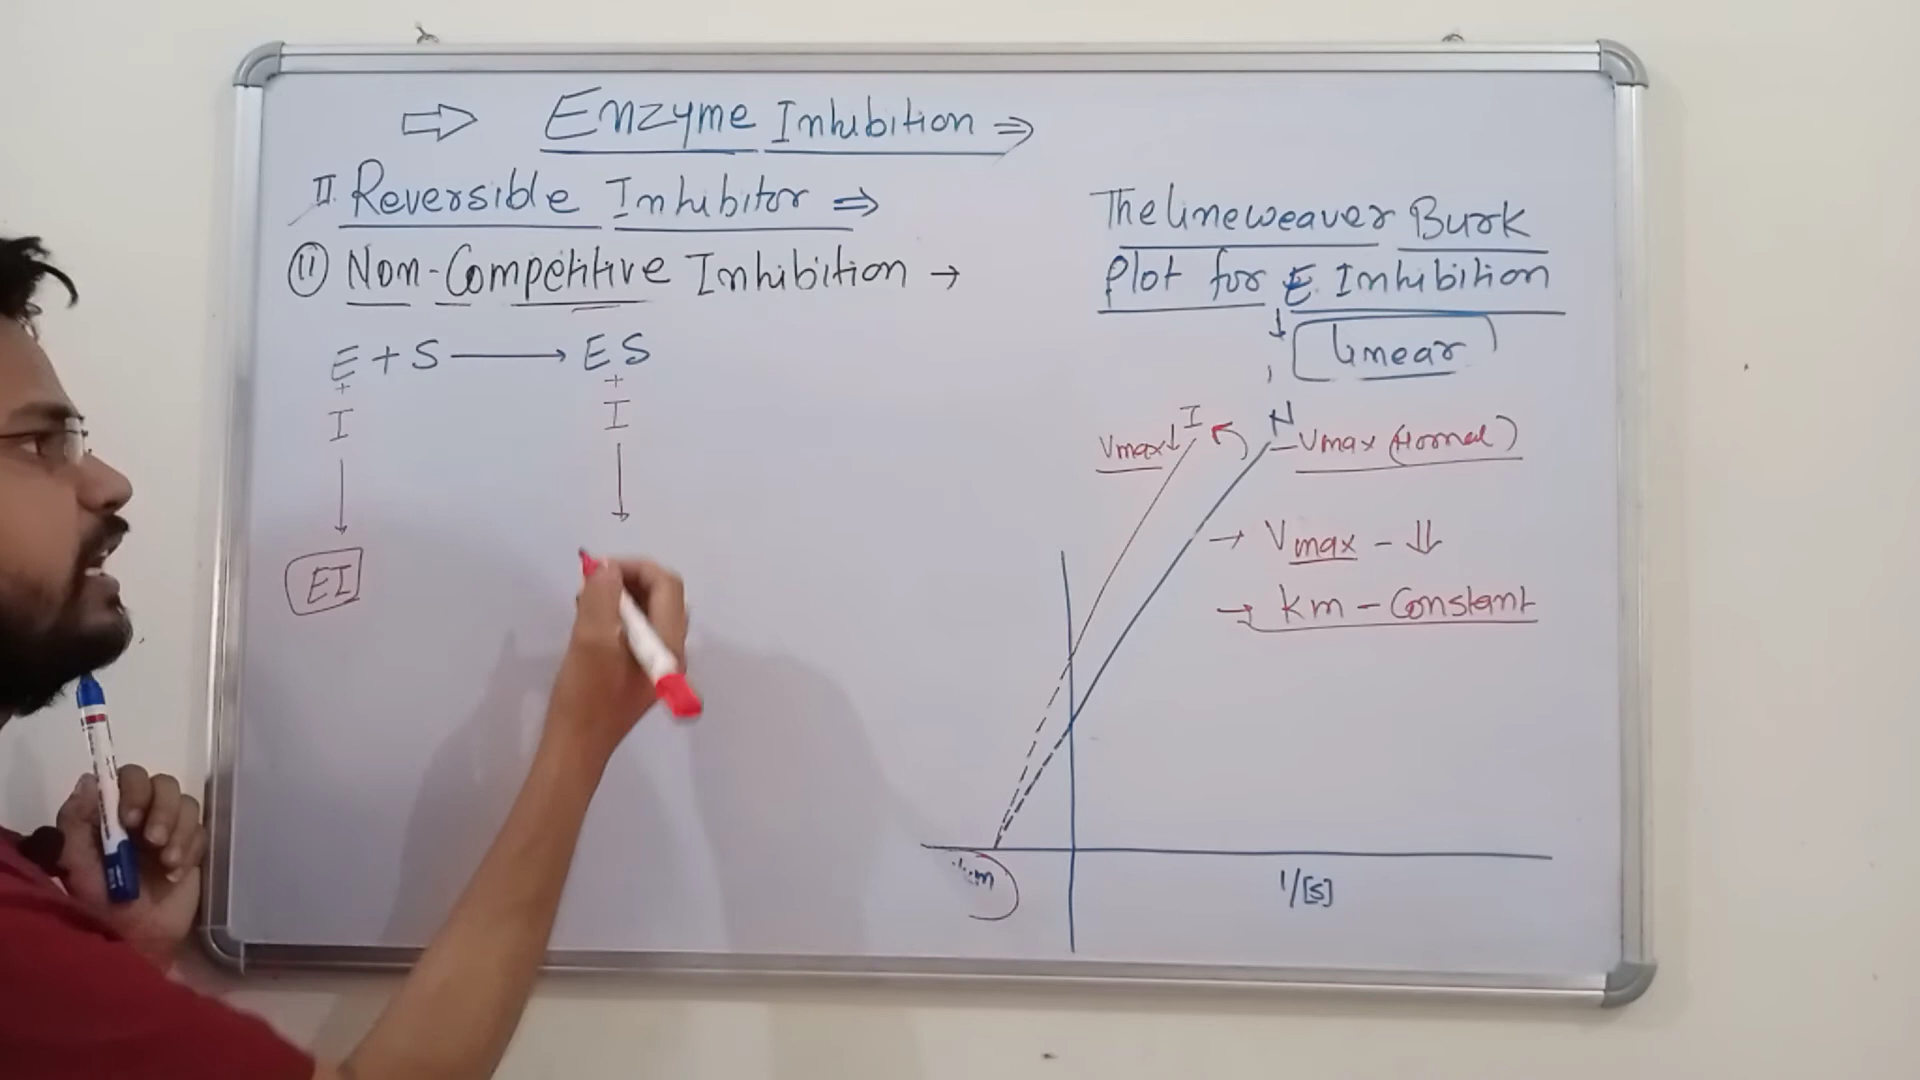 ⇒ Enzyme Inhibition ⇒
II. Reversible Inhibitor ⇒
(ii) Non-Competitive Inhibition →
E + S ⟶ ES
+ +
I I
↓ ↓
EI
The lineweaver Burk
Plot for E Inhibition
↓
linear
I
N
Vmax↓
Vmax (Normal)
→ Vmax - ⇓
→ Km - Constant
1/[S]